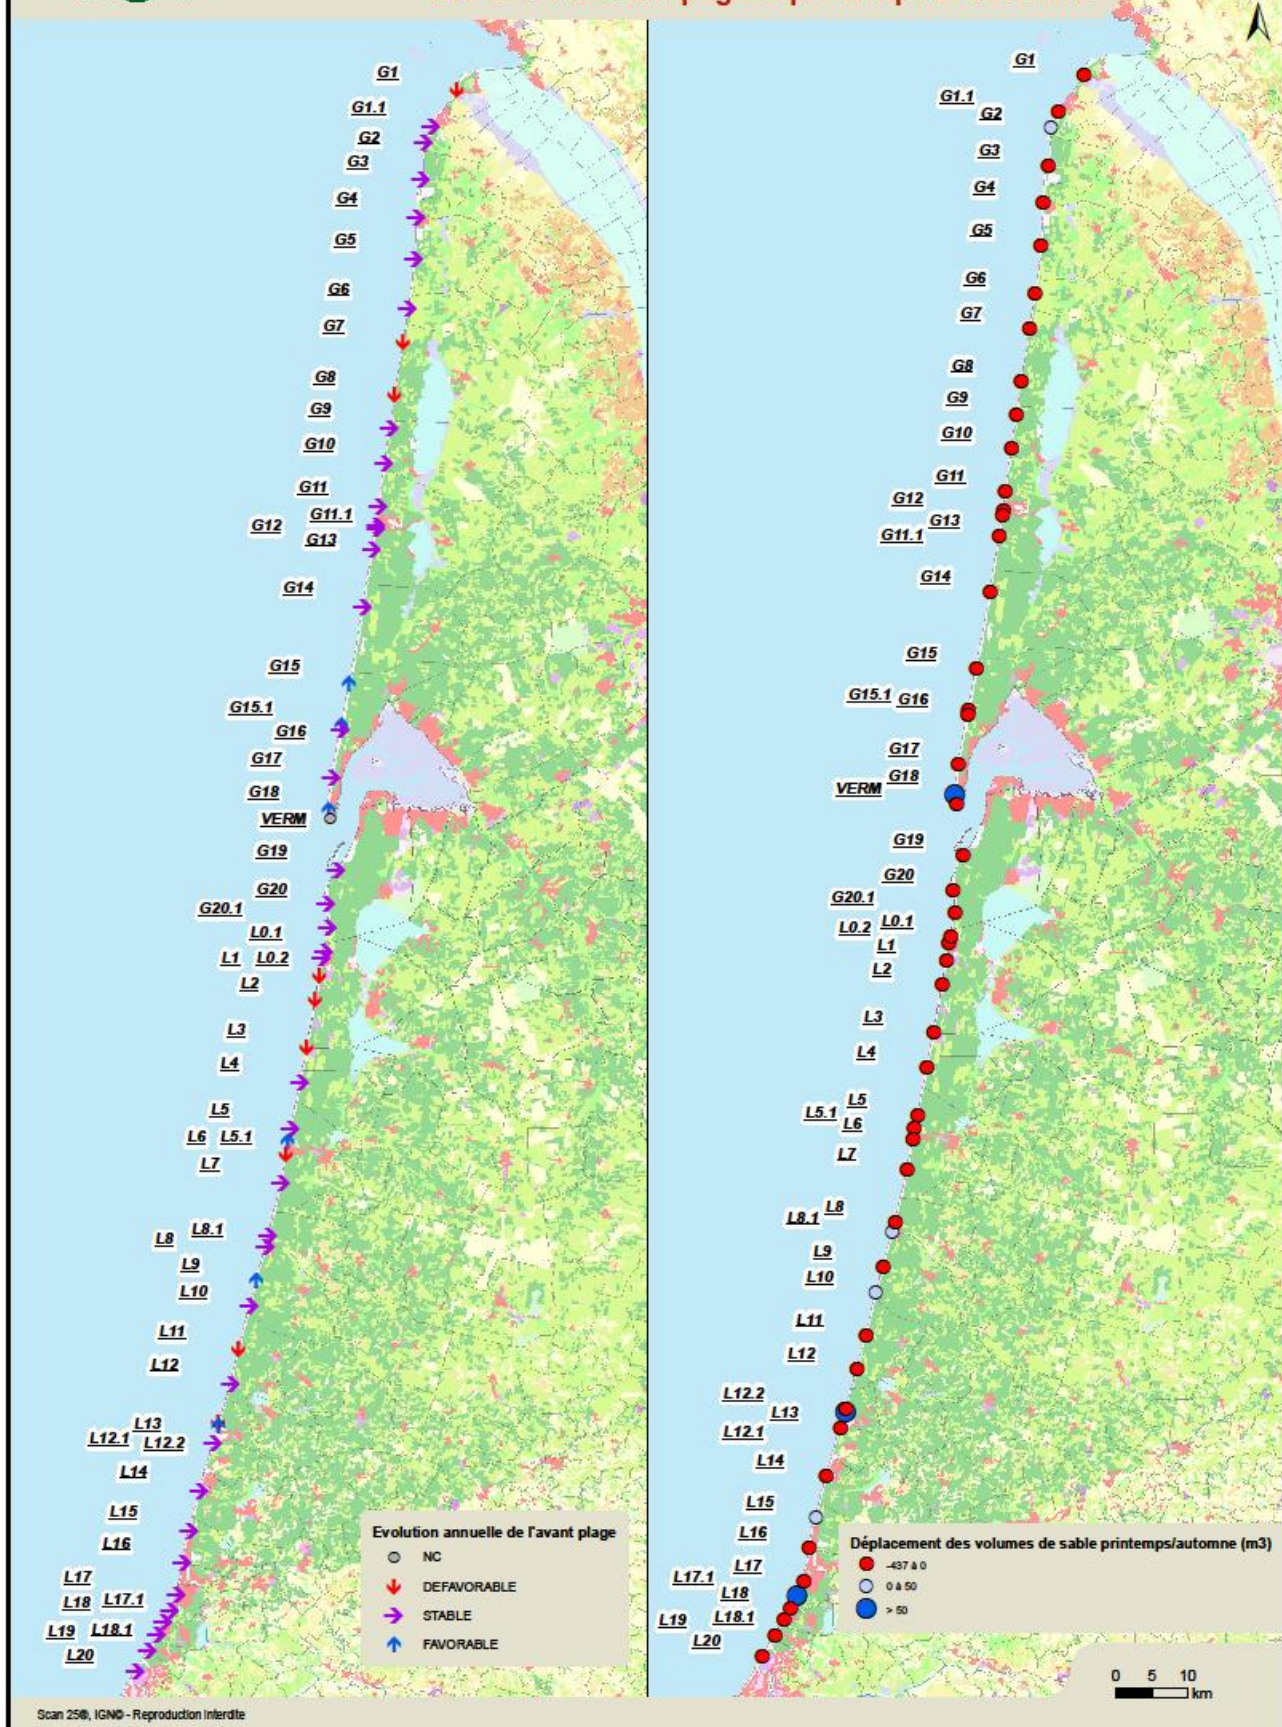 G1
G1.1
G2
G3
G4
G5
G6
G7
G8
G9
G10
G11
G11.1
G12
G13
G14
G15
G15.1
G16
G17
G18
VERM
G19
G20
G20.1
L0.1
L1 L0.2
L2
L3
L4
L5
L6 L5.1
L7
L8.1
L8
L9
L10
L11
L12
L13
L12.1 L12.2
L14
L15
L16
L17
L18 L17.1
L19 L18.1
L20
Evolution annuelle de l'avant plage
NC
DEFAVORABLE
STABLE
FAVORABLE
Scan 25®, IGN© - Reproduction Interdite
G1
G1.1
G2
G3
G4
G5
G6
G7
G8
G9
G10
G11
G12
G13
G11.1
G14
G15
G15.1 G16
G17
G18
VERM
G19
G20
G20.1
L0.2 L0.1
L1
L2
L3
L4
L5
L5.1
L6
L7
L8
L8.1
L9
L10
L11
L12
L12.2
L13
L12.1
L14
L15
L16
L17
L17.1
L18
L19 L18.1
L20
Déplacement des volumes de sable printemps/automne (m3)
-437 à 0
0 à 50
> 50
0 5 10
km